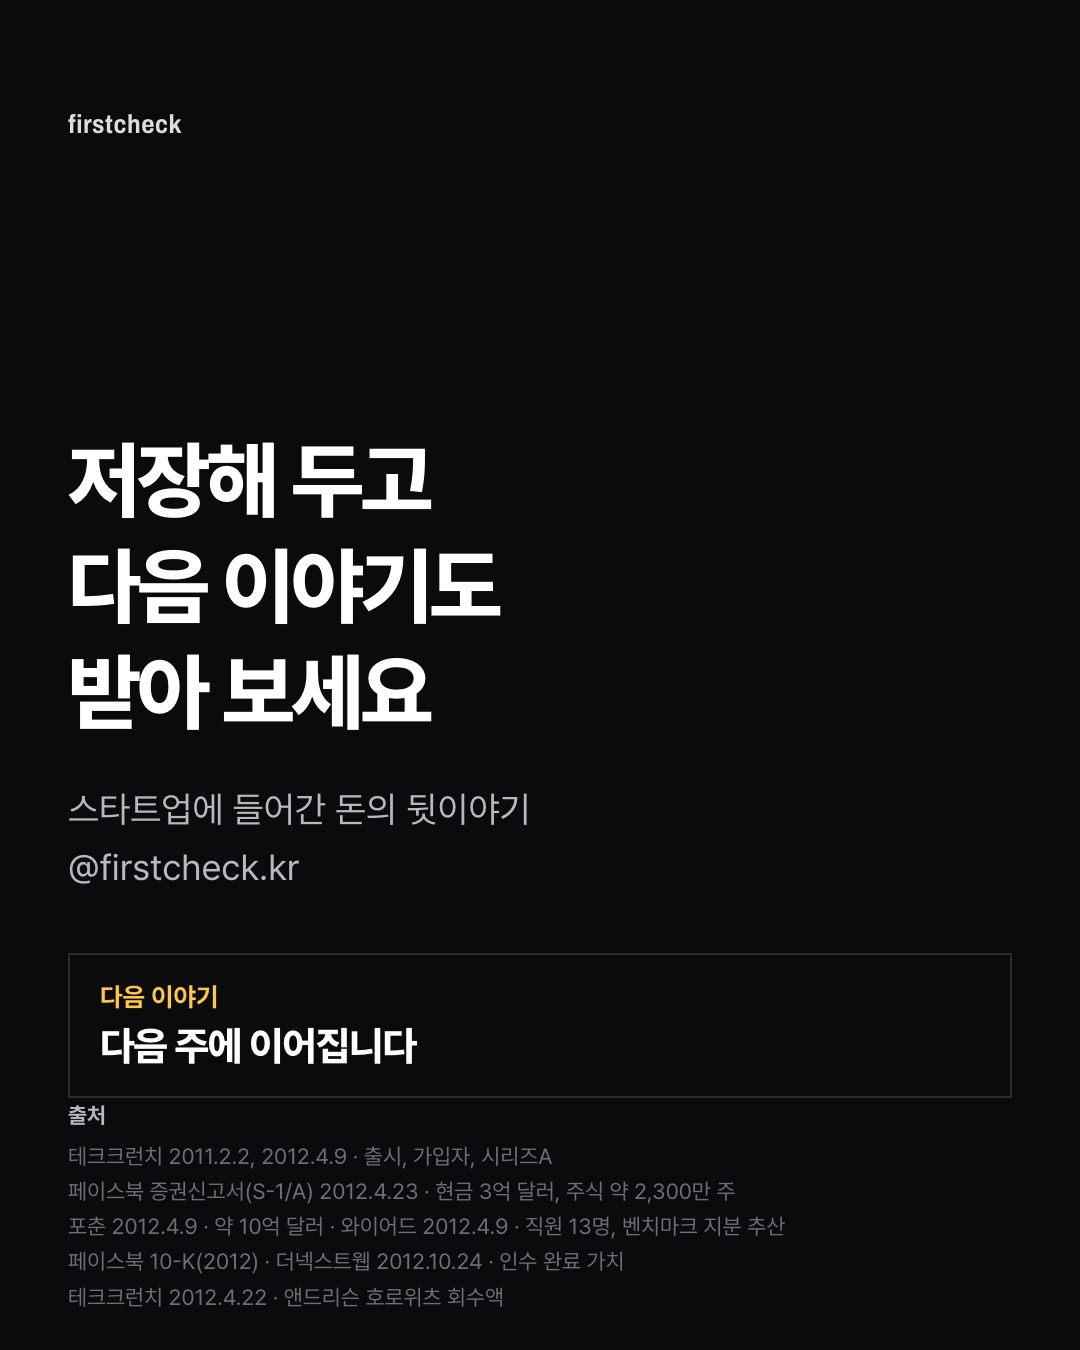 firstcheck
저장해 두고
다음 이야기도
받아 보세요
스타트업에 들어간 돈의 뒷이야기
@firstcheck.kr
다음 이야기
다음 주에 이어집니다
출처
테크크런치 2011.2.2, 2012.4.9 · 출시, 가입자, 시리즈A
페이스북 증권신고서(S-1/A) 2012.4.23 · 현금 3억 달러, 주식 약 2,300만 주
포춘 2012.4.9 · 약 10억 달러 · 와이어드 2012.4.9 · 직원 13명, 벤치마크 지분 추산
페이스북 10-K(2012) · 더넥스트웹 2012.10.24 · 인수 완료 가치
테크크런치 2012.4.22 · 앤드리슨 호로위츠 회수액